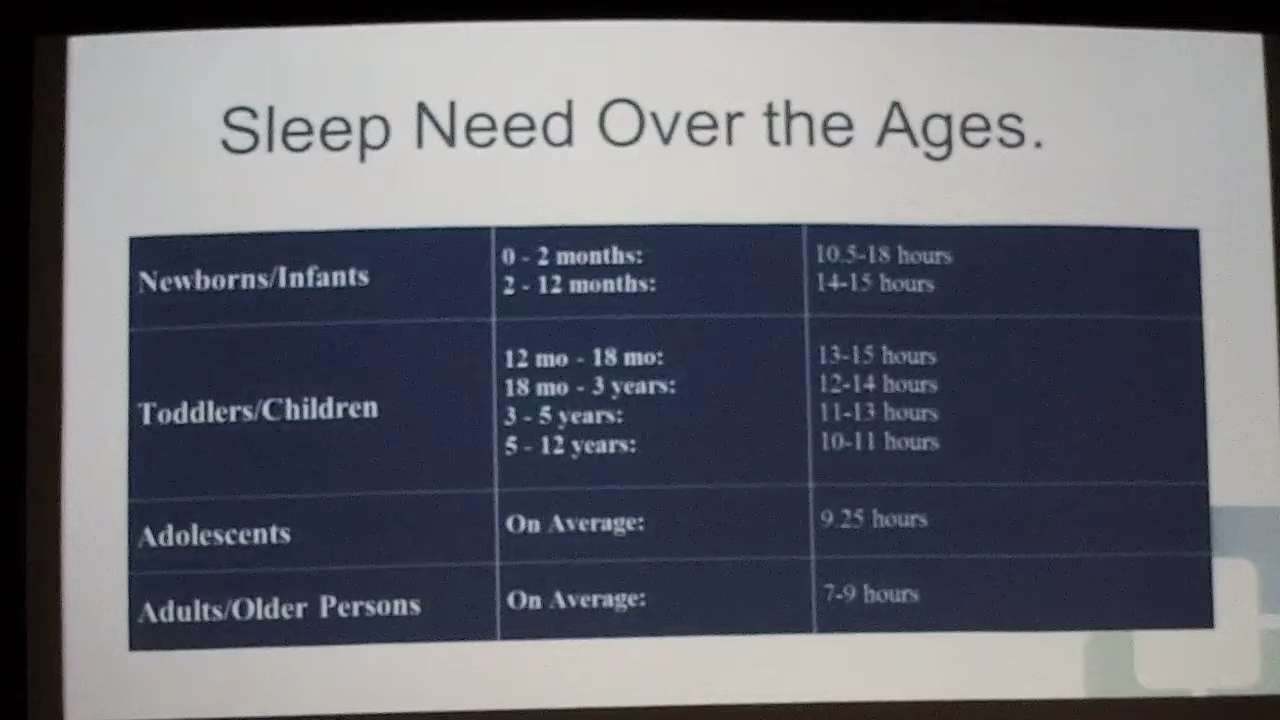 Sleep Need Over the Ages.
Newborns/Infants
0 - 2 months: 10.5-18 hours
2 - 12 months: 14-15 hours
Toddlers/Children
12 mo - 18 mo: 13-15 hours
18 mo - 3 years: 12-14 hours
3 - 5 years: 11-13 hours
5 - 12 years: 10-11 hours
Adolescents On Average: 9.25 hours
Adults/Older Persons On Average: 7-9 hours